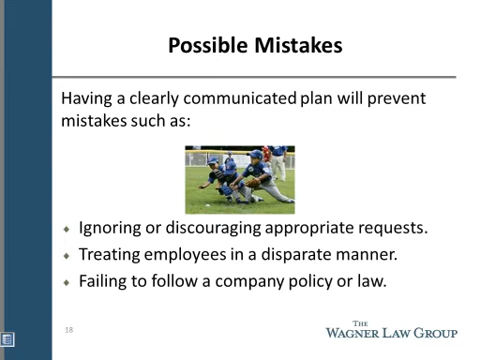 Possible Mistakes
Having a clearly communicated plan will prevent
mistakes such as:
Ignoring or discouraging appropriate requests.
Treating employees in a disparate manner.
Failing to follow a company policy or law.
18
THE
WAGNER LAW GROUP